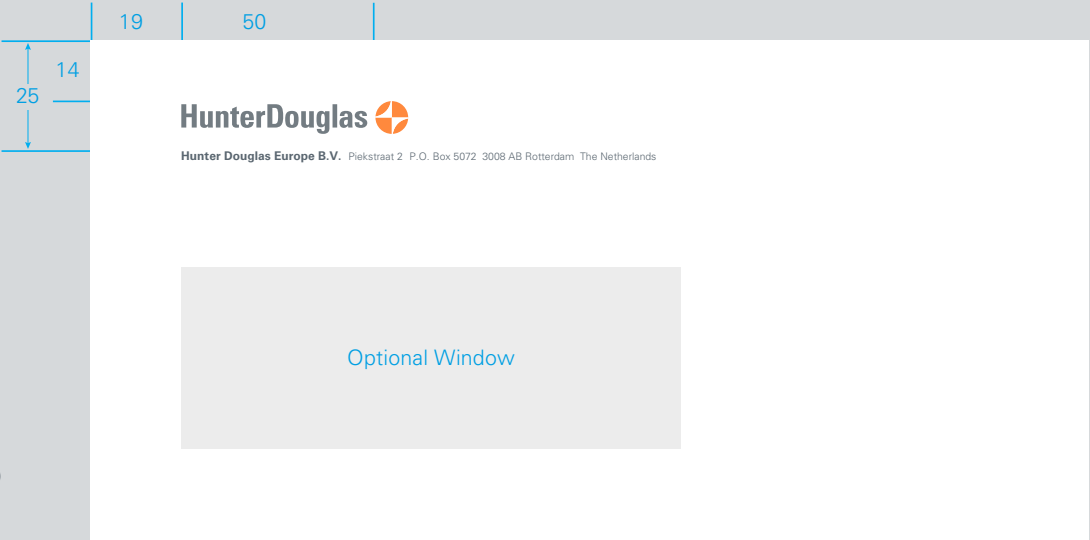 19 50
14
25
HunterDouglas
Hunter Douglas Europe B.V. Piekstraat 2 P.O. Box 5072 3008 AB Rotterdam The Netherlands
Optional Window